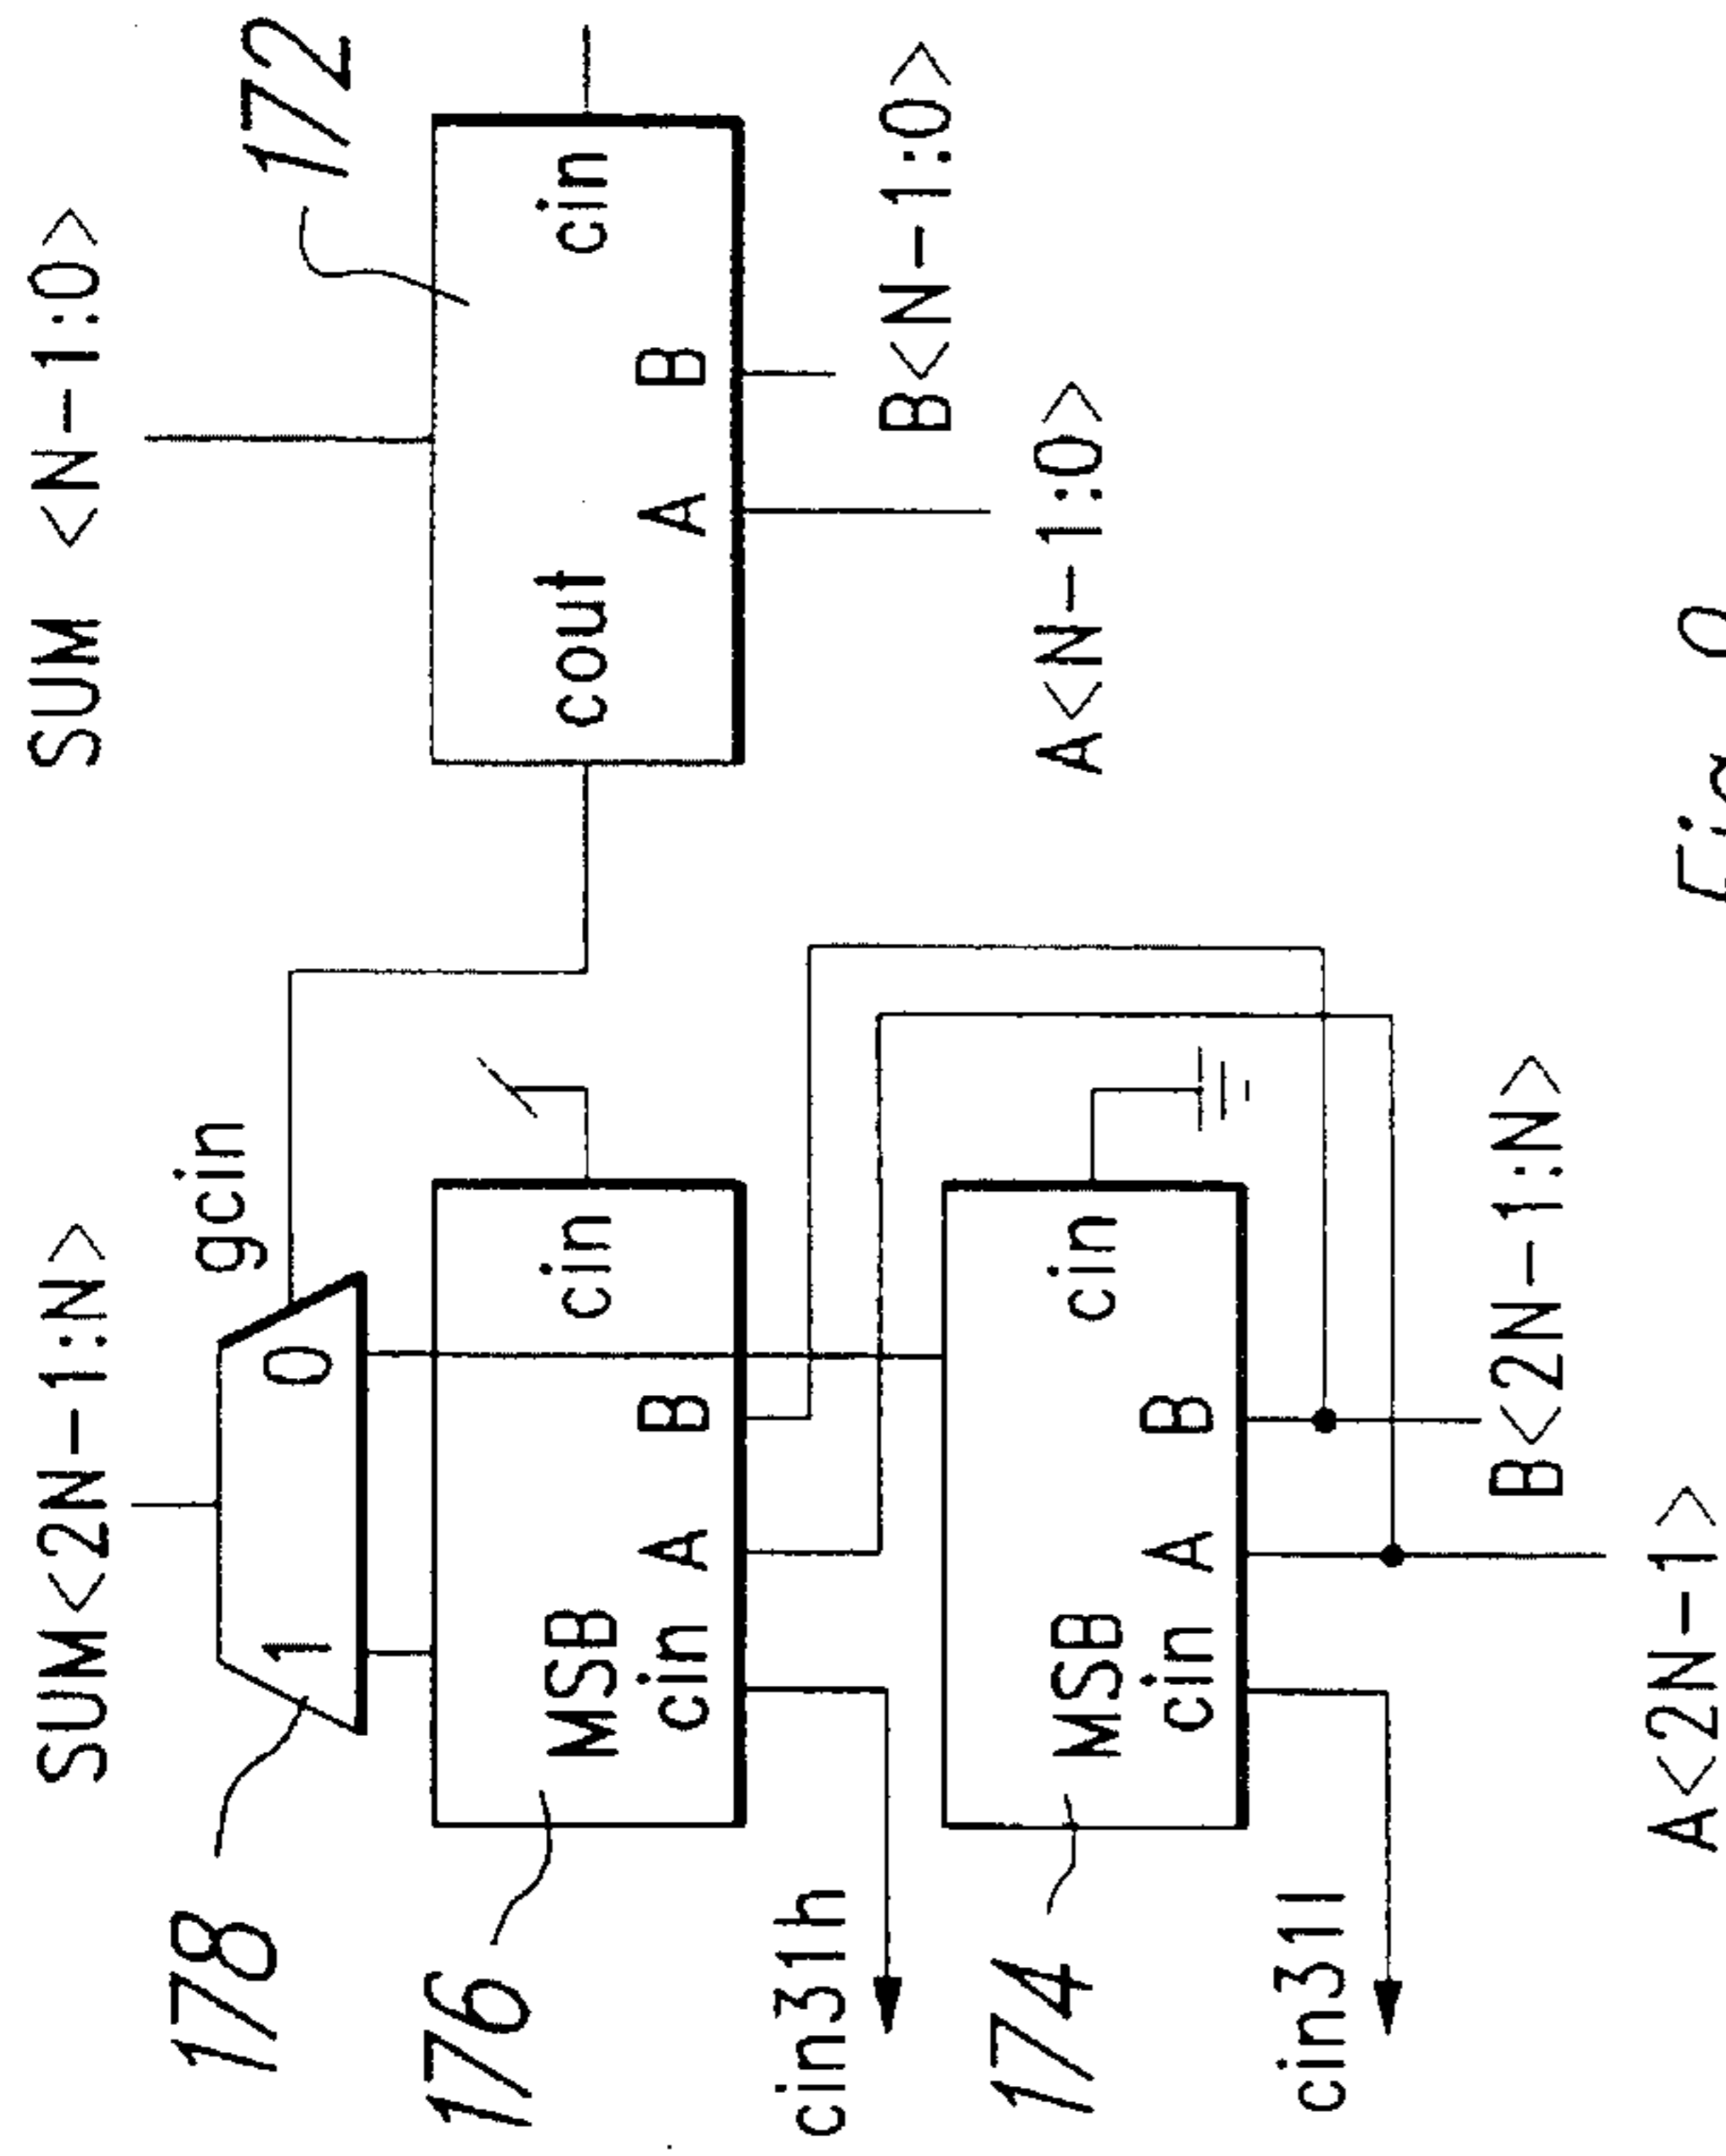 SUM<2N-1:N>
SUM <N-1:0>
178
1
0
gcin
172
176
MSB
cin
A
B
cin
cout
A
B
cin
cin31h
B<N-1:0>
A<N-1:0>
174
MSB
cin
A
B
cin
cin31l
B<2N-1:N>
A<2N-1>